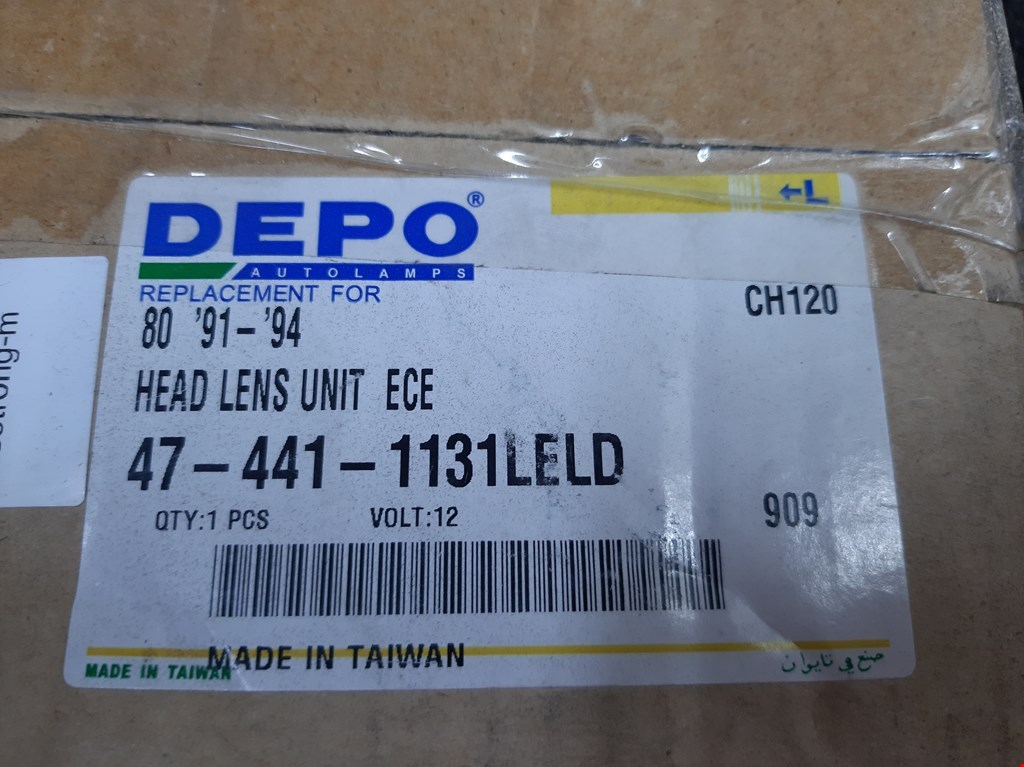 DEPO®
AUTOLAMPS
REPLACEMENT FOR
80 '91-'94
CH120
HEAD LENS UNIT ECE
47-441-1131LELD
QTY:1 PCS VOLT:12
909
MADE IN TAIWAN
MADE IN TAIWAN
صنع في تايوان